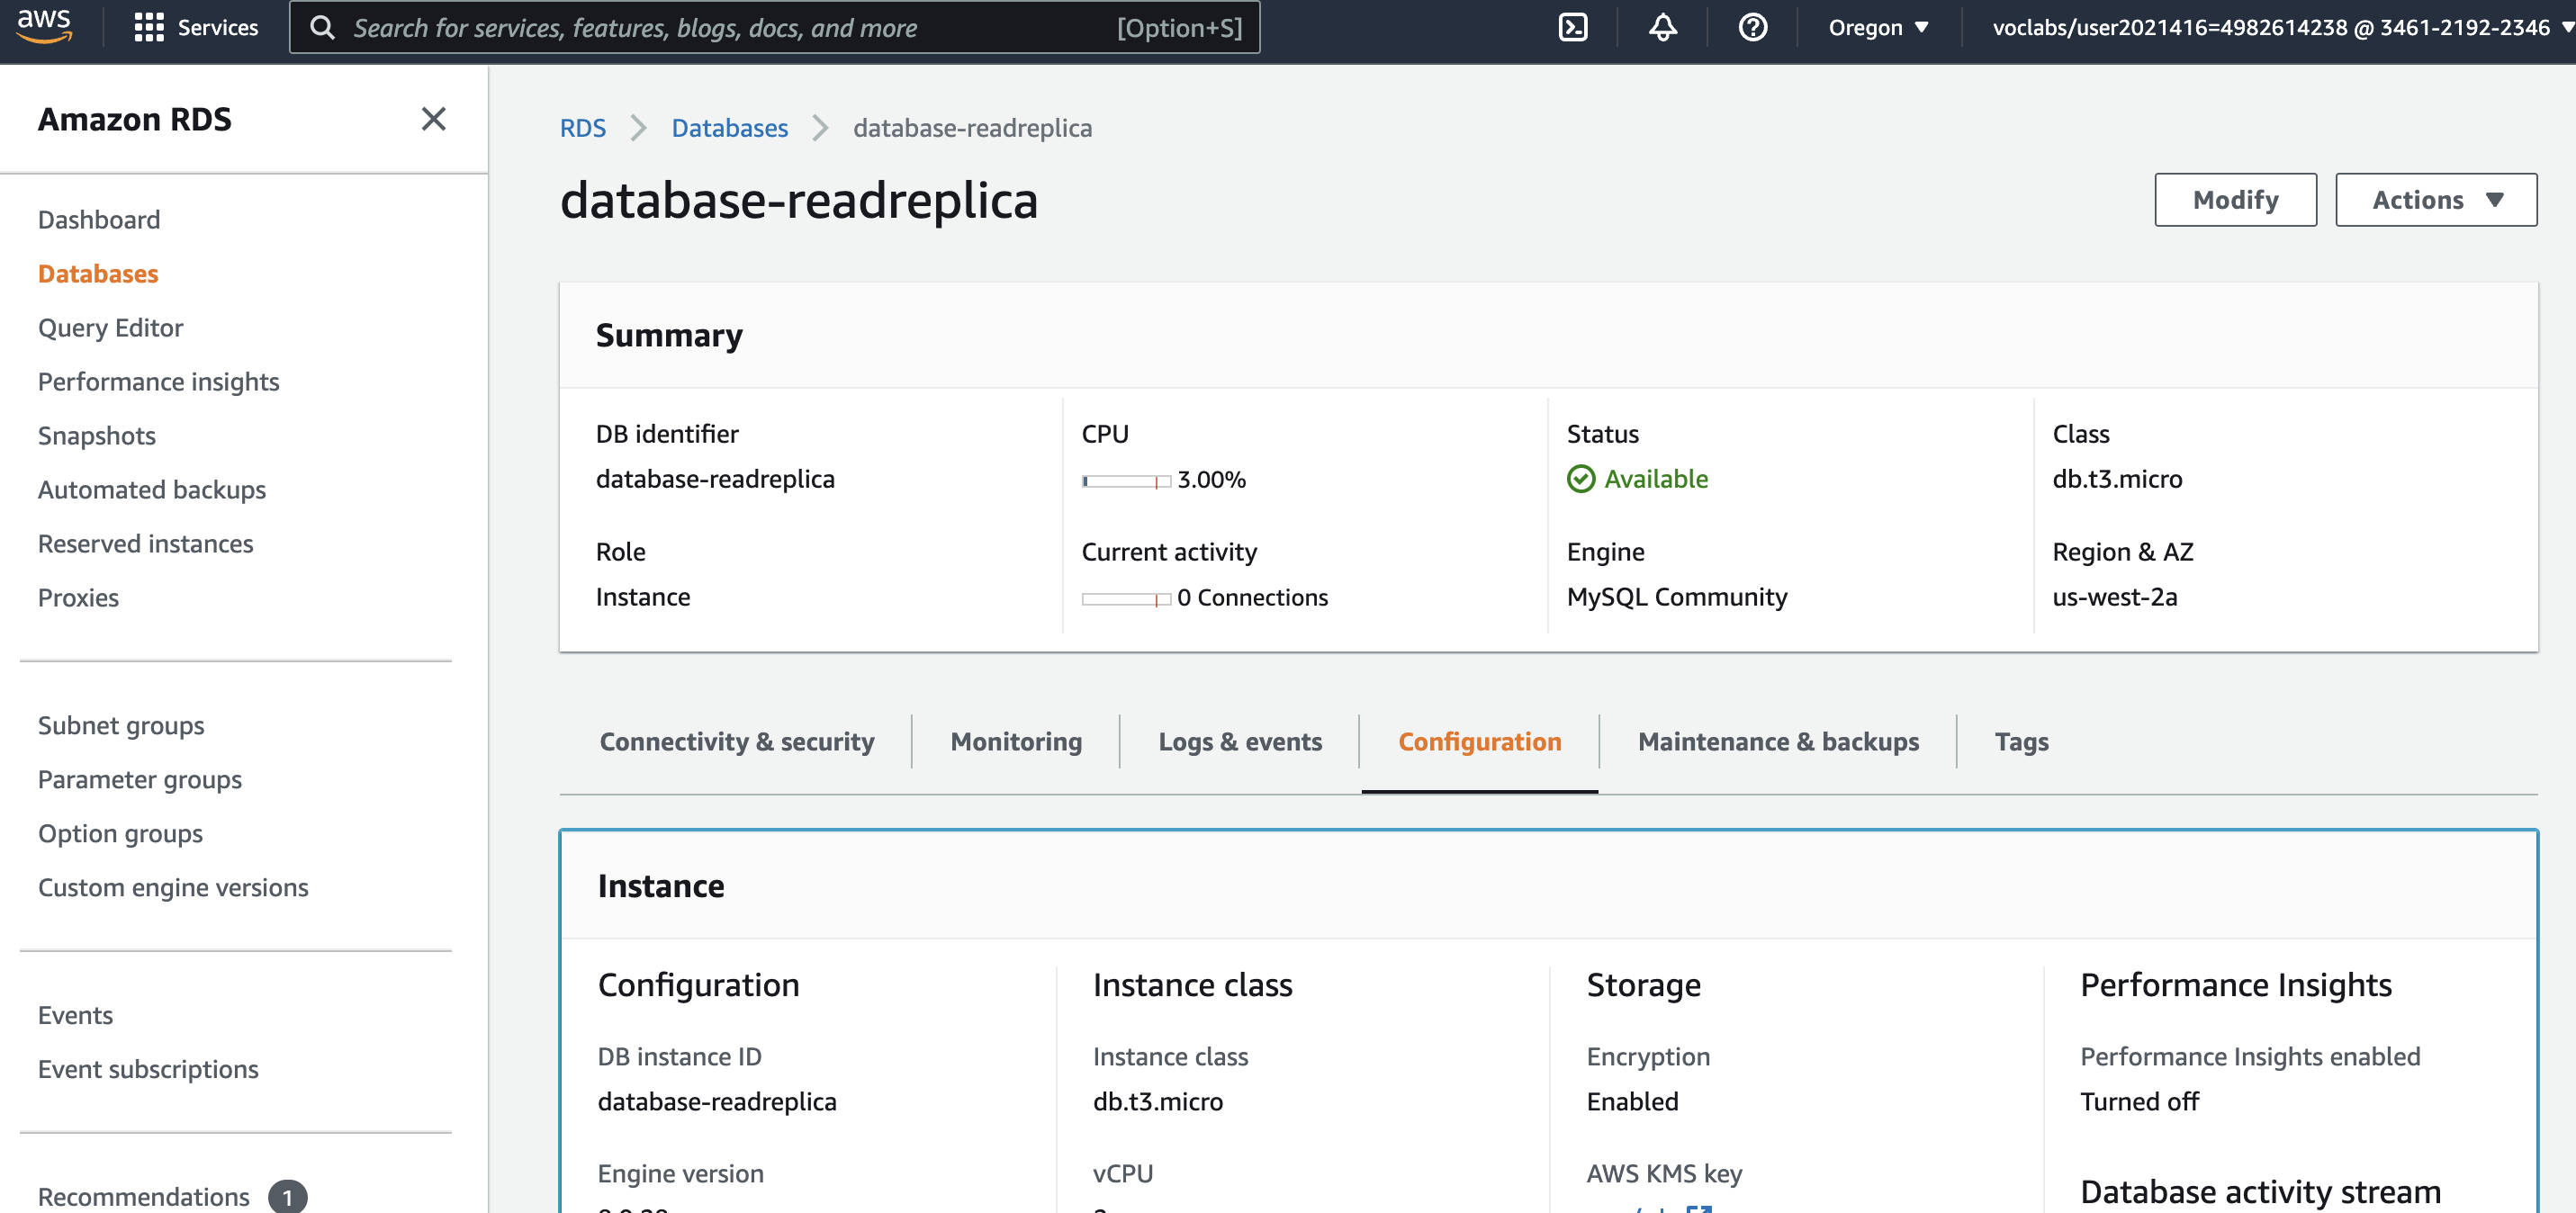 aws
Services
Search for services, features, blogs, docs, and more [Option+S]
Oregon
voclabs/user2021416=4982614238 @ 3461-2192-2346
Amazon RDS
Dashboard
Databases
Query Editor
Performance insights
Snapshots
Automated backups
Reserved instances
Proxies
Subnet groups
Parameter groups
Option groups
Custom engine versions
Events
Event subscriptions
Recommendations 1
RDS > Databases > database-readreplica
database-readreplica
Modify
Actions
Summary
DB identifier
database-readreplica
CPU
3.00%
Status
Available
Class
db.t3.micro
Role
Instance
Current activity
0 Connections
Engine
MySQL Community
Region & AZ
us-west-2a
Connectivity & security
Monitoring
Logs & events
Configuration
Maintenance & backups
Tags
Instance
Configuration
DB instance ID
database-readreplica
Engine version
Instance class
Instance class
db.t3.micro
vCPU
Storage
Encryption
Enabled
AWS KMS key
Performance Insights
Performance Insights enabled
Turned off
Database activity stream